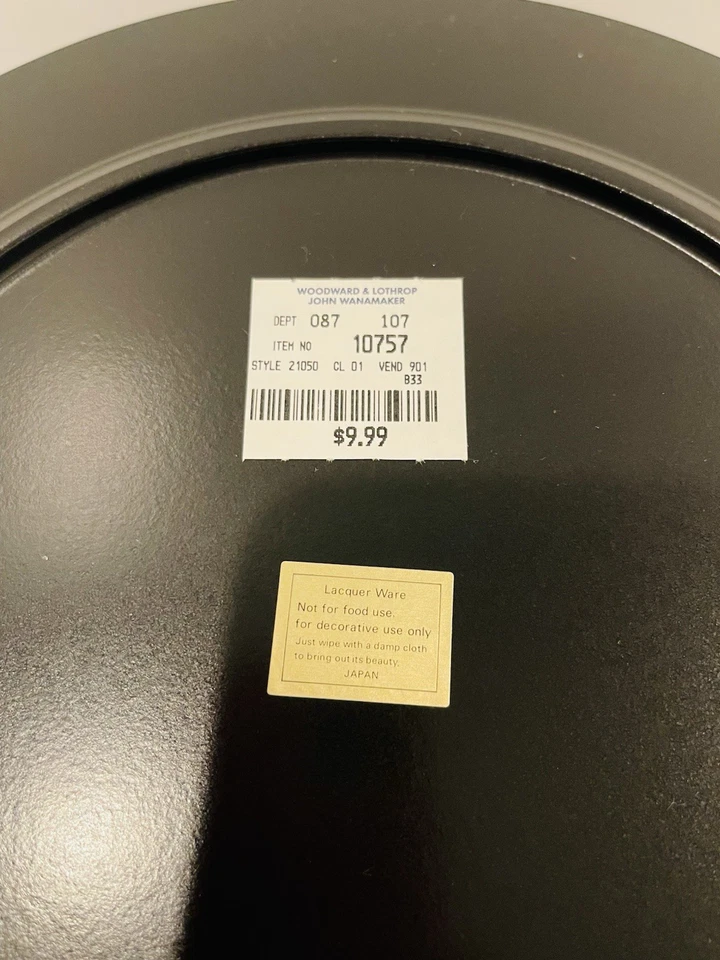 WOODWARD & LOTHROP
JOHN WANAMAKER
DEPT 087 107
ITEM NO 10757
STYLE 21050 CL 01 VEND 901
B33
$9.99
Lacquer Ware
Not for food use.
for decorative use only
Just wipe with a damp cloth
to bring out its beauty.
JAPAN